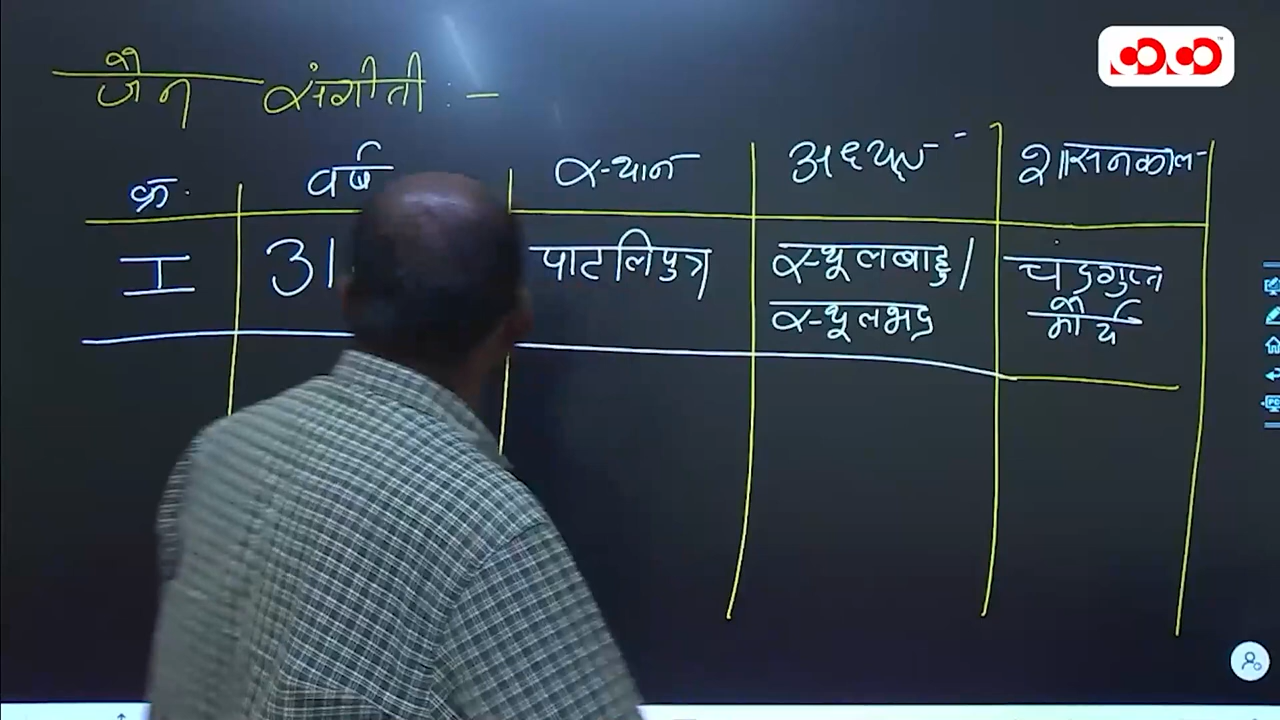 जैन संगीती : –
क्र. वर्ष स्थान अध्यक्ष शासनकाल
I 31 पाटलिपुत्र स्थूलबाहु / चंद्रगुप्त
स्थूलभद्र मौर्य